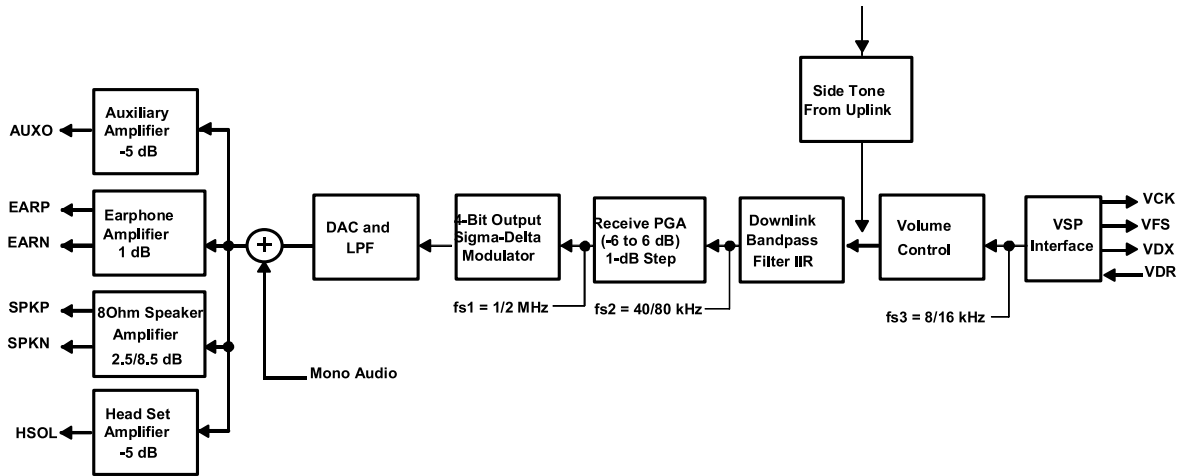 Side Tone
From Uplink
AUXO
Auxiliary
Amplifier
-5 dB
EARP
EARN
Earphone
Amplifier
1 dB
SPKP
SPKN
8Ohm Speaker
Amplifier
2.5/8.5 dB
HSOL
Head Set
Amplifier
-5 dB
+
Mono Audio
DAC and
LPF
4-Bit Output
Sigma-Delta
Modulator
fs1 = 1/2 MHz
Receive PGA
(-6 to 6 dB)
1-dB Step
fs2 = 40/80 kHz
Downlink
Bandpass
Filter IIR
Volume
Control
fs3 = 8/16 kHz
VSP
Interface
VCK
VFS
VDX
VDR